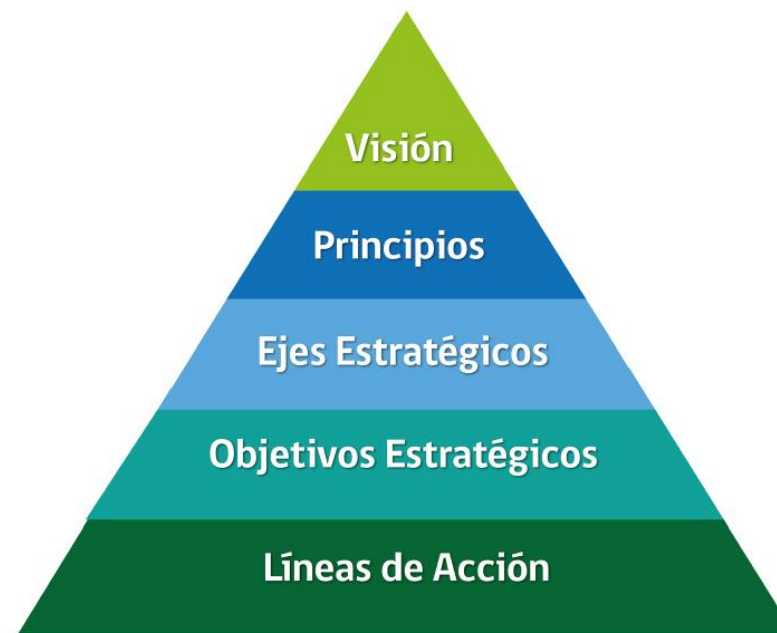 Visión
Principios
Ejes Estratégicos
Objetivos Estratégicos
Líneas de Acción